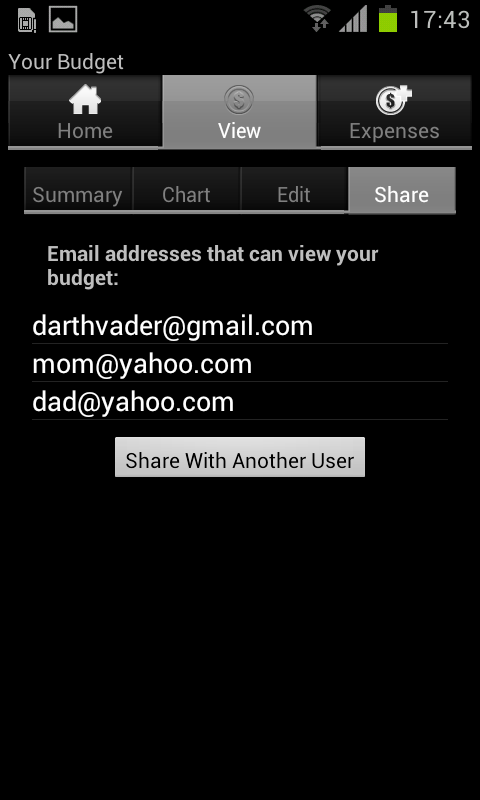 17:43
Your Budget
Home View Expenses
Summary Chart Edit Share
Email addresses that can view your
budget:
darthvader@gmail.com
mom@yahoo.com
dad@yahoo.com
Share With Another User